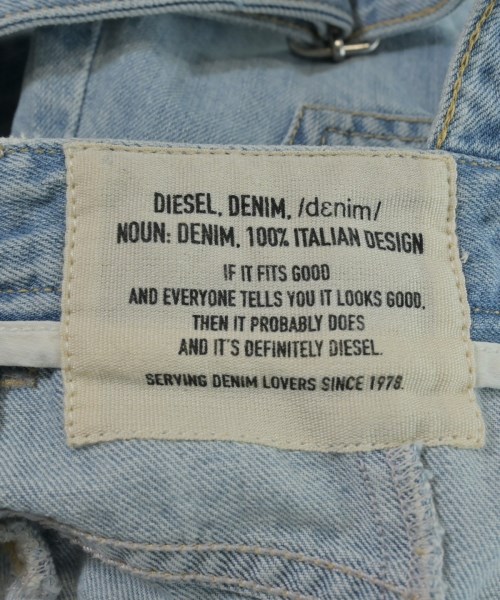 DIESEL, DENIM, /dɛnim/
NOUN: DENIM, 100% ITALIAN DESIGN
IF IT FITS GOOD
AND EVERYONE TELLS YOU IT LOOKS GOOD,
THEN IT PROBABLY DOES
AND IT'S DEFINITELY DIESEL.
SERVING DENIM LOVERS SINCE 1978.